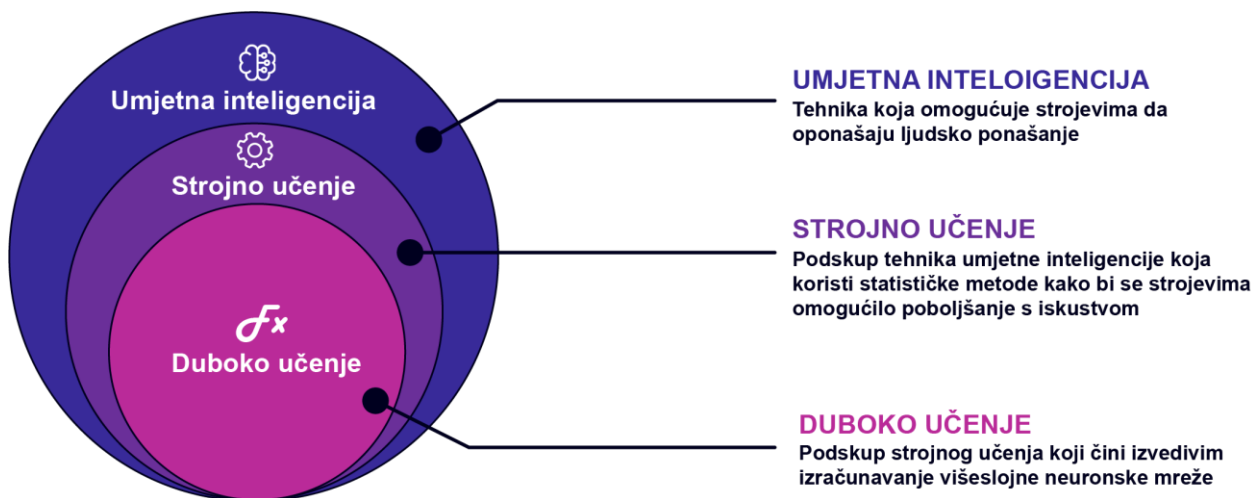 Umjetna inteligencija
Strojno učenje
Fx
Duboko učenje
UMJETNA INTELOIGENCIJA
Tehnika koja omogućuje strojevima da
oponašaju ljudsko ponašanje
STROJNO UČENJE
Podskup tehnika umjetne inteligencije koja
koristi statističke metode kako bi se strojevima
omogućilo poboljšanje s iskustvom
DUBOKO UČENJE
Podskup strojnog učenja koji čini izvedivim
izračunavanje višeslojne neuronske mreže